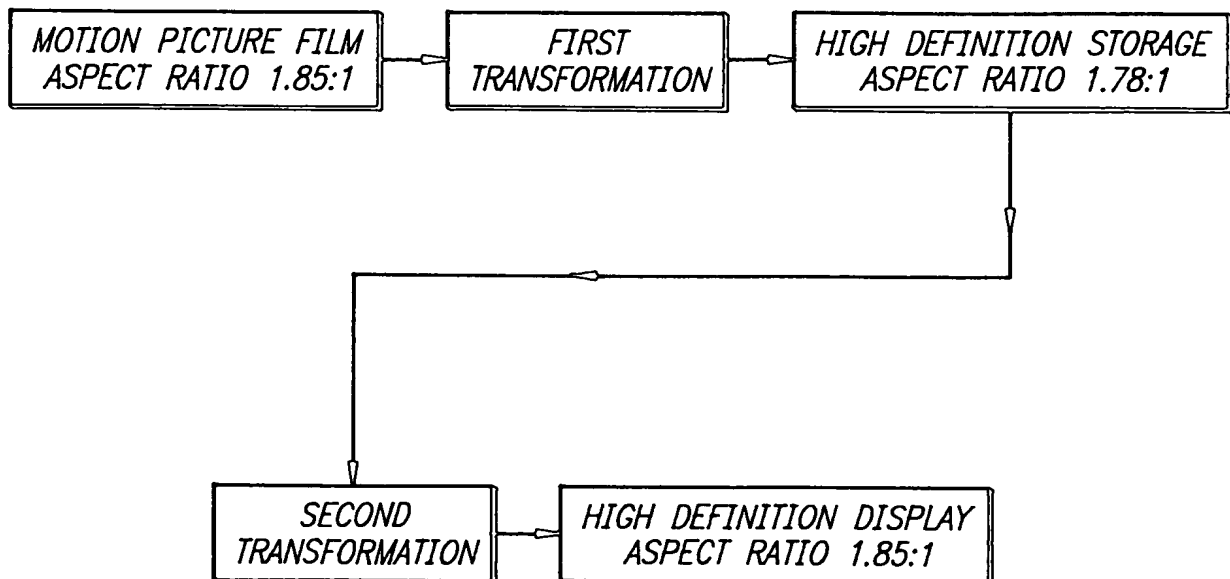 MOTION PICTURE FILM
ASPECT RATIO 1.85:1
FIRST
TRANSFORMATION
HIGH DEFINITION STORAGE
ASPECT RATIO 1.78:1
SECOND
TRANSFORMATION
HIGH DEFINITION DISPLAY
ASPECT RATIO 1.85:1